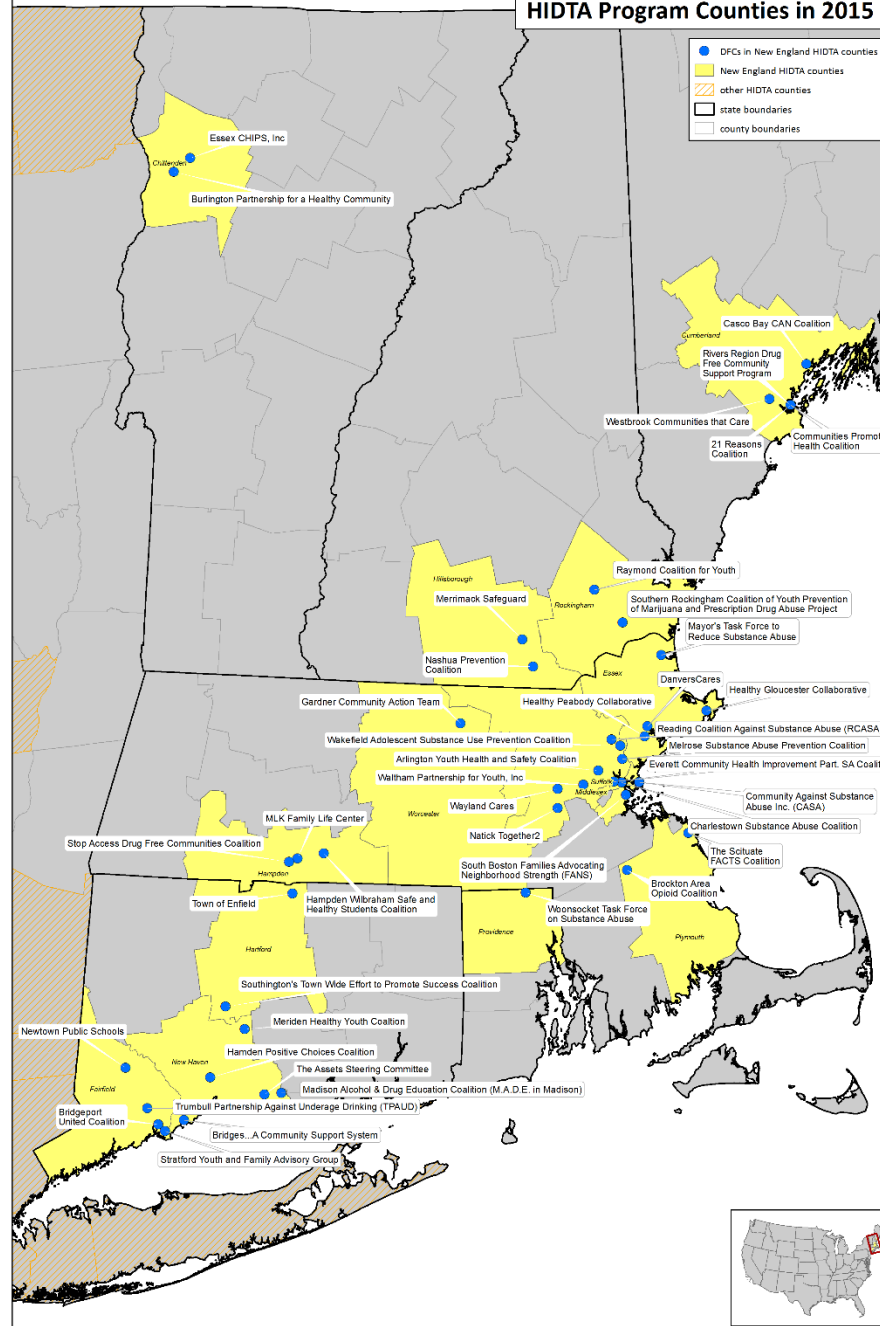 HIDTA Program Counties in 2015
DFCs in New England HIDTA counties
New England HIDTA counties
other HIDTA counties
state boundaries
county boundaries
Essex CHIPS, Inc
Chittenden
Burlington Partnership for a Healthy Community
Cumberland
Casco Bay CAN Coalition
Rivers Region Drug
Free Community
Support Program
Westbrook Communities that Care
21 Reasons
Coalition
Communities Promot
Health Coalition
Hillsborough
Raymond Coalition for Youth
Merrimack Safeguard
Rockingham
Southern Rockingham Coalition of Youth Prevention
of Marijuana and Prescription Drug Abuse Project
Mayor's Task Force to
Reduce Substance Abuse
Nashua Prevention
Coalition
Essex
DanversCares
Healthy Gloucester Collaborative
Gardner Community Action Team
Healthy Peabody Collaborative
Reading Coalition Against Substance Abuse (RCASA
Wakefield Adolescent Substance Use Prevention Coalition
Melrose Substance Abuse Prevention Coalition
Arlington Youth Health and Safety Coalition
Everett Community Health Improvement Part. SA Coalit
Waltham Partnership for Youth, Inc
Suffolk
Middlesex
Community Against Substance
Abuse Inc. (CASA)
Wayland Cares
Worcester
Charlestown Substance Abuse Coalition
Natick Together2
MLK Family Life Center
Stop Access Drug Free Communities Coalition
The Scituate
FACTS Coalition
South Boston Families Advocating
Neighborhood Strength (FANS)
Hampden
Brockton Area
Opioid Coalition
Town of Enfield
Hampden Wilbraham Safe and
Healthy Students Coalition
Woonsocket Task Force
on Substance Abuse
Providence
Plymouth
Hartford
Southington's Town Wide Effort to Promote Success Coalition
Meriden Healthy Youth Coaltion
Newtown Public Schools
Hamden Positive Choices Coalition
New Haven
The Assets Steering Committee
Fairfield
Madison Alcohol & Drug Education Coalition (M.A.D.E. in Madison)
Trumbull Partnership Against Underage Drinking (TPAUD)
Bridgeport
United Coalition
Bridges...A Community Support System
Stratford Youth and Family Advisory Group